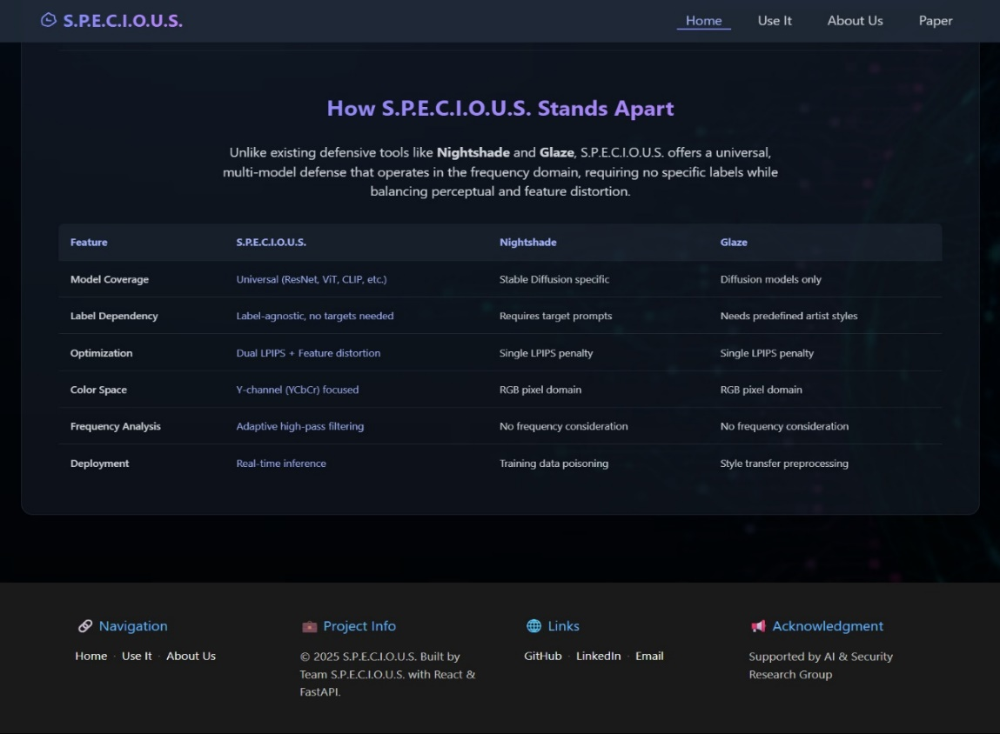 S.P.E.C.I.O.U.S.
Home Use It About Us Paper
How S.P.E.C.I.O.U.S. Stands Apart
Unlike existing defensive tools like Nightshade and Glaze, S.P.E.C.I.O.U.S. offers a universal,
multi-model defense that operates in the frequency domain, requiring no specific labels while
balancing perceptual and feature distortion.
Feature S.P.E.C.I.O.U.S. Nightshade Glaze
Model Coverage Universal (ResNet, ViT, CLIP, etc.) Stable Diffusion specific Diffusion models only
Label Dependency Label-agnostic, no targets needed Requires target prompts Needs predefined artist styles
Optimization Dual LPIPS + Feature distortion Single LPIPS penalty Single LPIPS penalty
Color Space Y-channel (YCbCr) focused RGB pixel domain RGB pixel domain
Frequency Analysis Adaptive high-pass filtering No frequency consideration No frequency consideration
Deployment Real-time inference Training data poisoning Style transfer preprocessing
Navigation
Home · Use It · About Us
Project Info
© 2025 S.P.E.C.I.O.U.S. Built by
Team S.P.E.C.I.O.U.S. with React &
FastAPI.
Links
GitHub · LinkedIn · Email
Acknowledgment
Supported by AI & Security
Research Group